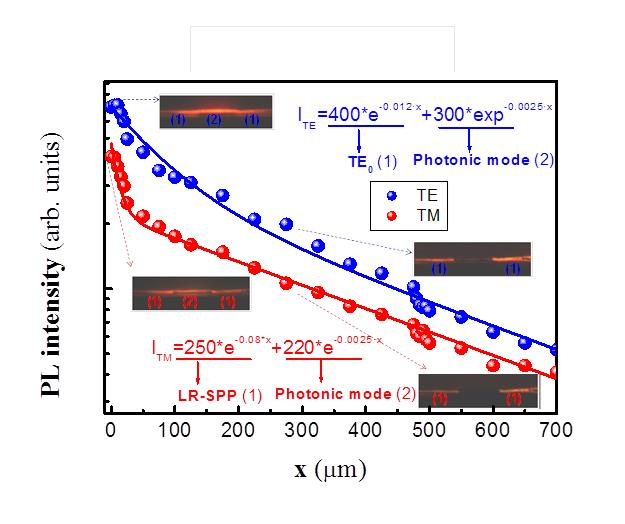 PL intensity (arb. units)
(1) (2) (1)
I_TE=400*e^-0.012·x+300*exp^-0.0025·x
TE_0 (1) Photonic mode (2)
TE
TM
(1) (1)
(1) (2) (1)
I_TM=250*e^-0.08*x+220*e^-0.0025·x
LR-SPP (1) Photonic mode (2)
(1) (1)
0 100 200 300 400 500 600 700
x (μm)